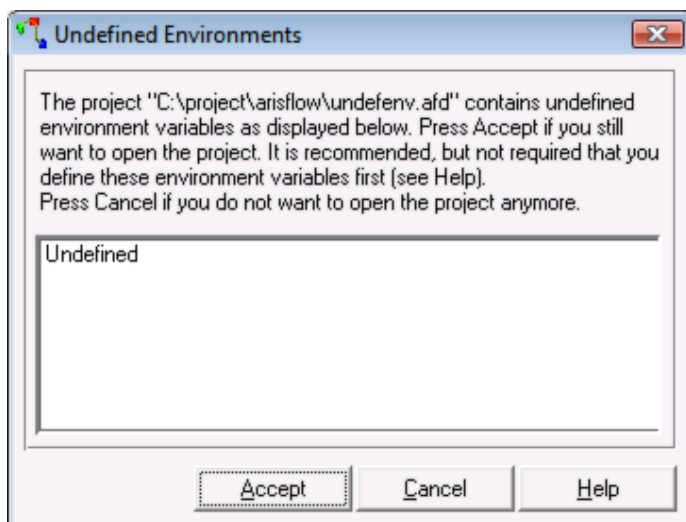 Undefined Environments
The project "C:\project\arisflow\undefenv.afd" contains undefined
environment variables as displayed below. Press Accept if you still
want to open the project. It is recommended, but not required that you
define these environment variables first (see Help).
Press Cancel if you do not want to open the project anymore.
Undefined
Accept Cancel Help